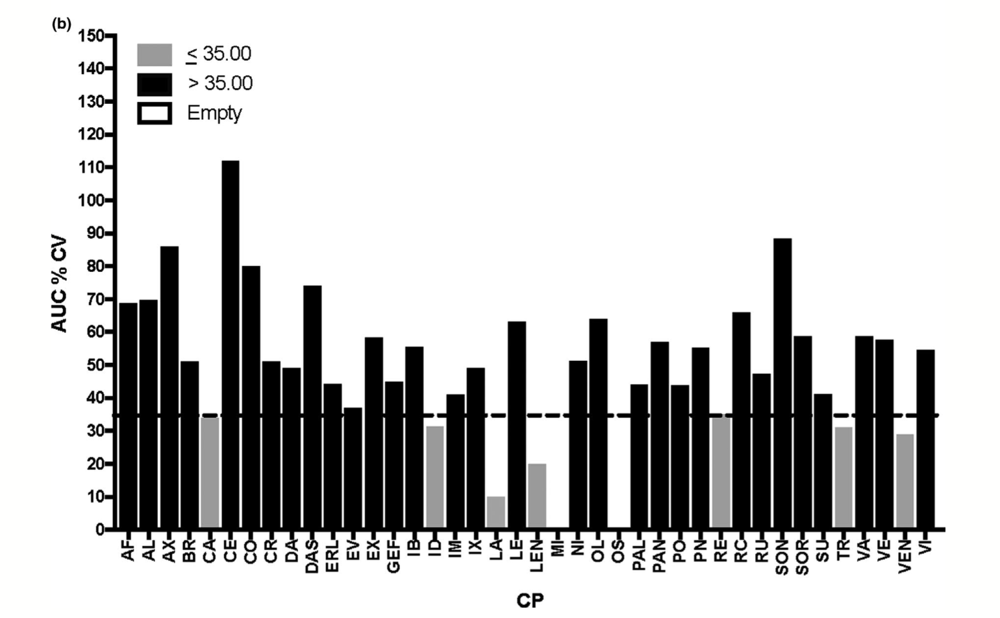 (b)
150
140
130
120
110
100
90
80
70
60
50
40
30
20
10
0
≤ 35.00
> 35.00
Empty
AUC % CV
AF
AL
AX
BR
CA
CE
CO
CR
DA
DAS
ERL
EV
EX
GEF
IB
ID
IM
IX
LA
LE
LEN
MI
NI
OL
OS
PAL
PAN
PO
PN
RE
RC
RU
SON
SOR
SU
TR
VA
VE
VEN
VI
CP